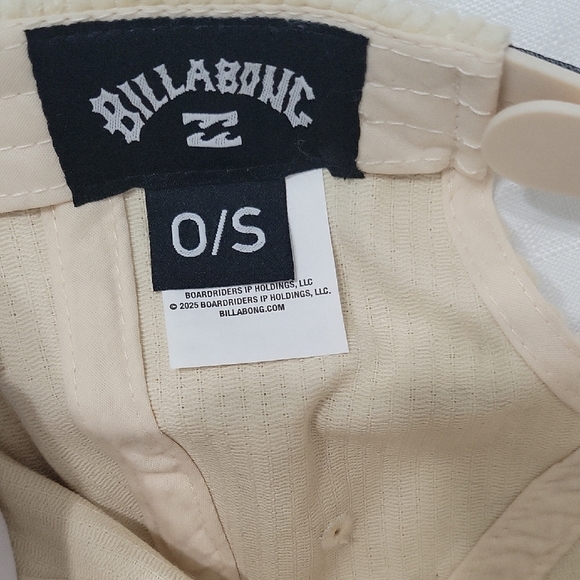 BILLABONG
O/S
BOARDRIDERS IP HOLDINGS, LLC
© 2025 BOARDRIDERS IP HOLDINGS, LLC.
BILLABONG.COM